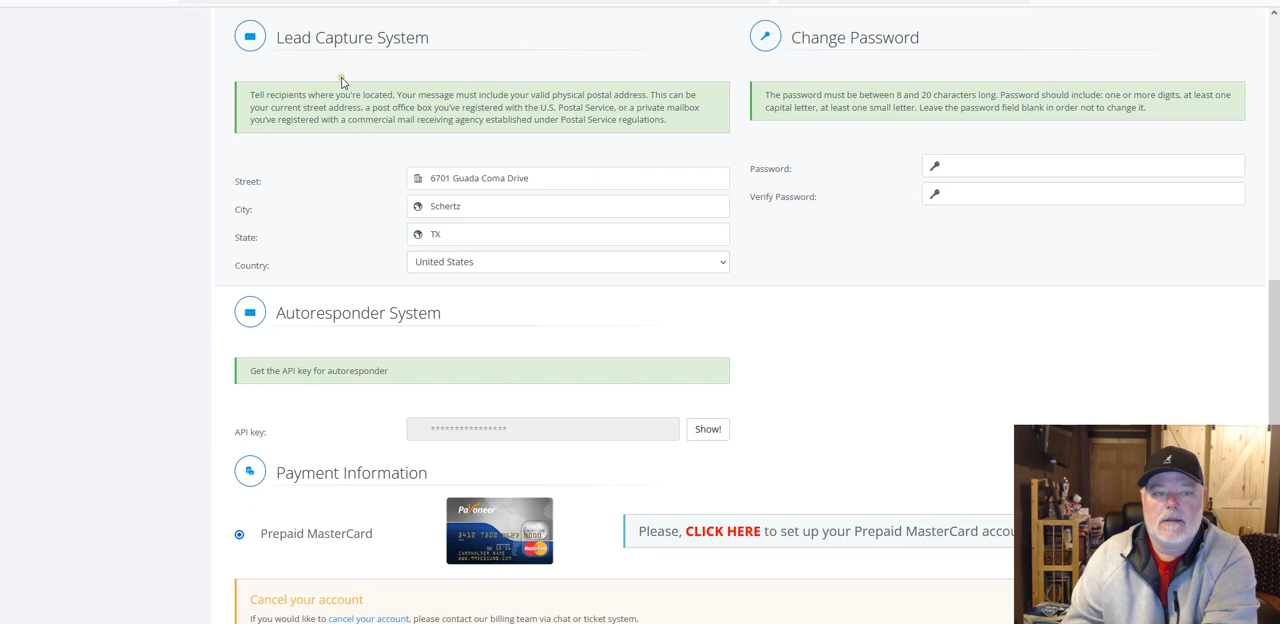 Lead Capture System
Change Password
Tell recipients where you're located. Your message must include your valid physical postal address. This can be
your current street address, a post office box you've registered with the U.S. Postal Service, or a private mailbox
you've registered with a commercial mail receiving agency established under Postal Service regulations.
The password must be between 8 and 20 characters long. Password should include: one or more digits, at least one
capital letter, at least one small letter. Leave the password field blank in order not to change it.
Street:
6701 Guada Coma Drive
City:
Schertz
State:
TX
Country:
United States
Password:
Verify Password:
Autoresponder System
Get the API key for autoresponder
API key:
****************
Show!
Payment Information
Prepaid MasterCard
Payoneer
MasterCard
Please, CLICK HERE to set up your Prepaid MasterCard accou
Cancel your account
If you would like to cancel your account, please contact our billing team via chat or ticket system.